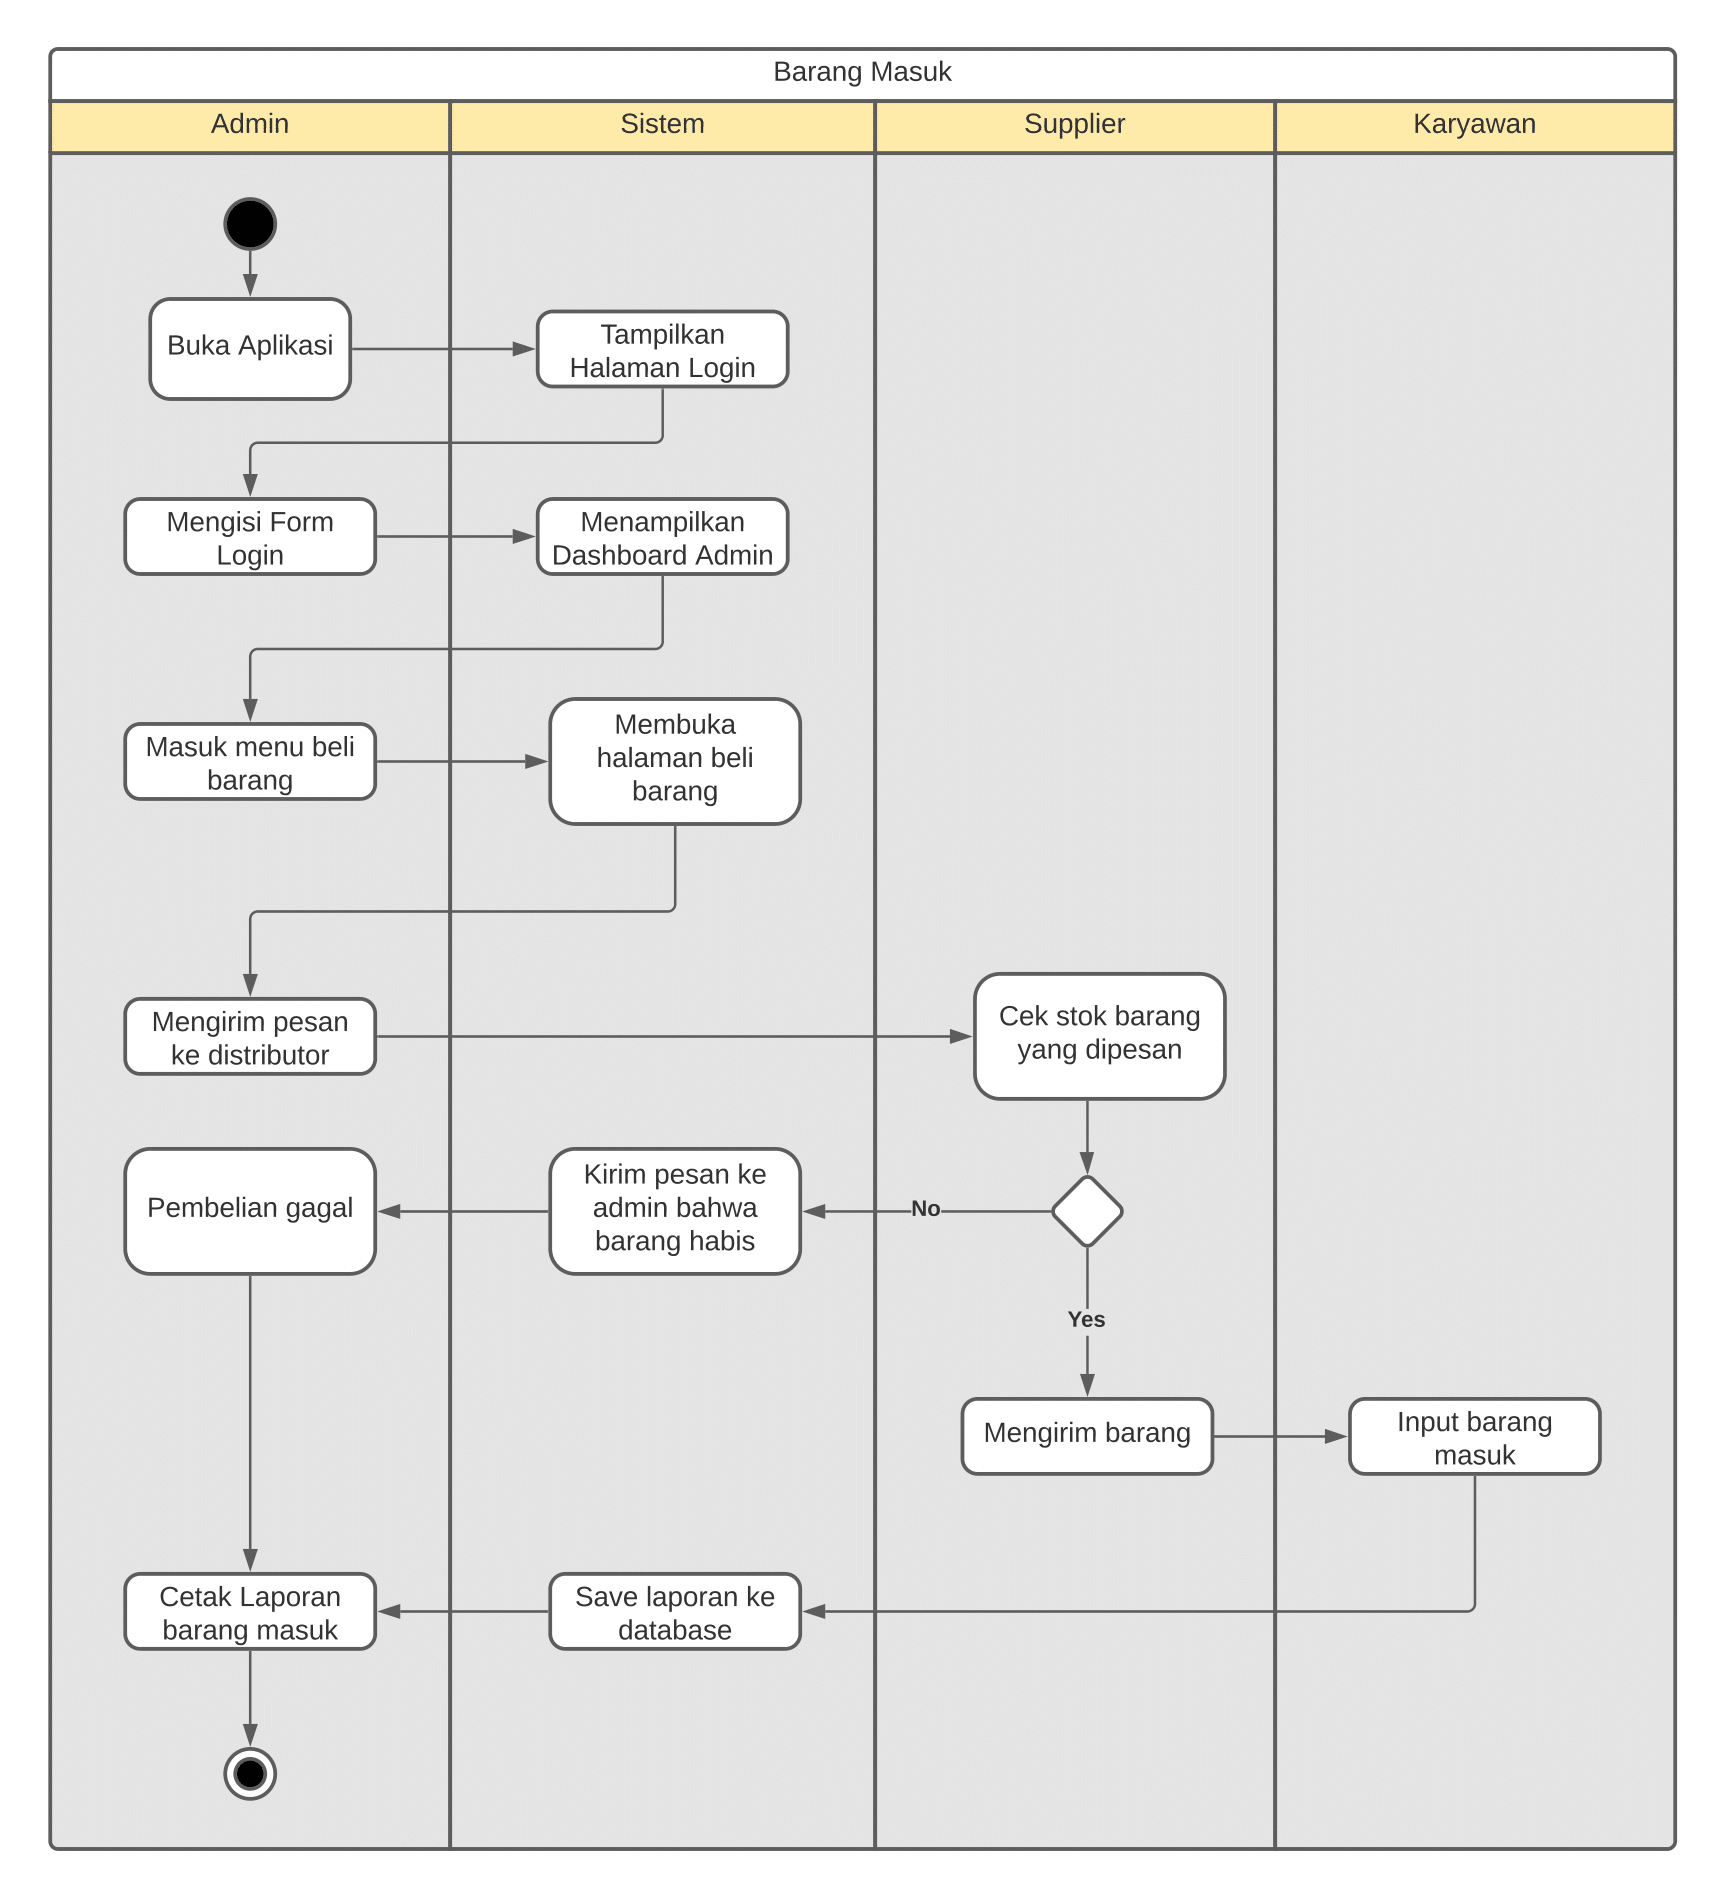 Barang Masuk
Admin
Sistem
Supplier
Karyawan
Buka Aplikasi
Tampilkan
Halaman Login
Mengisi Form
Login
Menampilkan
Dashboard Admin
Masuk menu beli
barang
Membuka
halaman beli
barang
Mengirim pesan
ke distributor
Cek stok barang
yang dipesan
Pembelian gagal
Kirim pesan ke
admin bahwa
barang habis
No
Yes
Mengirim barang
Input barang
masuk
Cetak Laporan
barang masuk
Save laporan ke
database